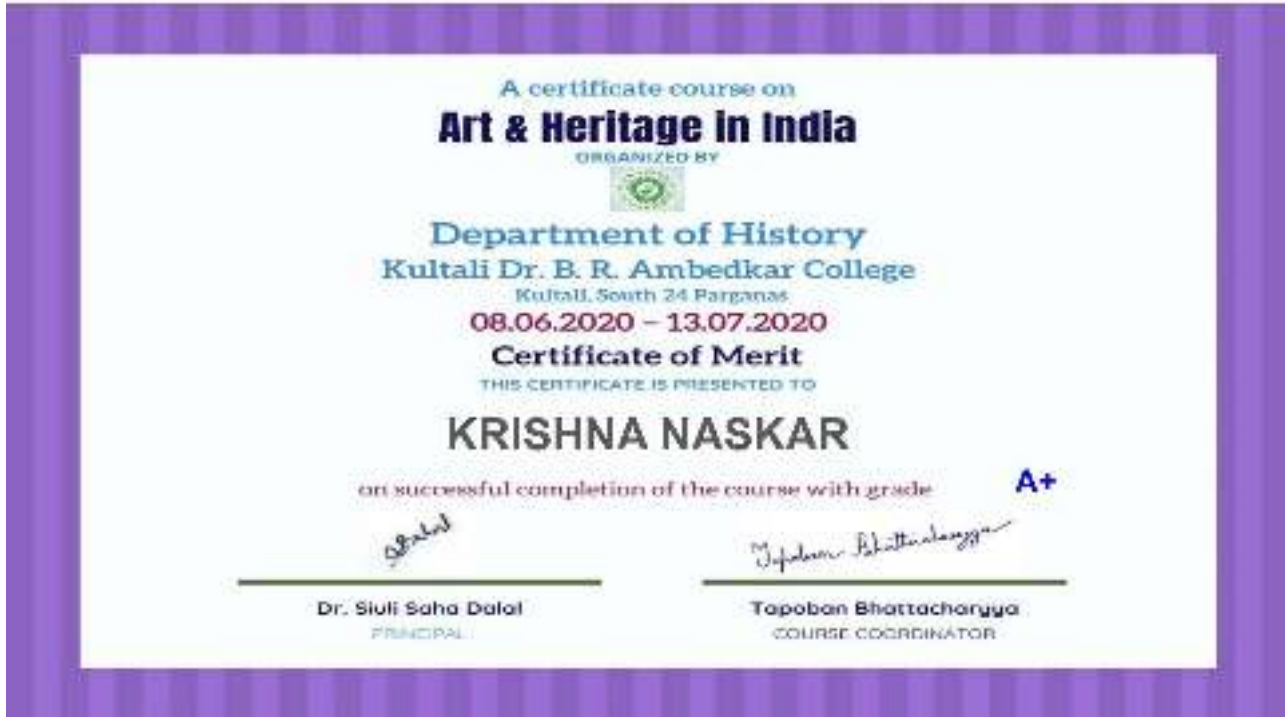 A certificate course on
Art & Heritage in India
ORGANIZED BY
Department of History
Kultali Dr. B. R. Ambedkar College
Kultali, South 24 Parganas
08.06.2020 – 13.07.2020
Certificate of Merit
THIS CERTIFICATE IS PRESENTED TO
KRISHNA NASKAR
on successful completion of the course with grade A+
Tapoban Bhattacharyya
Dr. Siuli Saha Dalal Tapoban Bhattacharyya
PRINCIPAL COURSE COORDINATOR